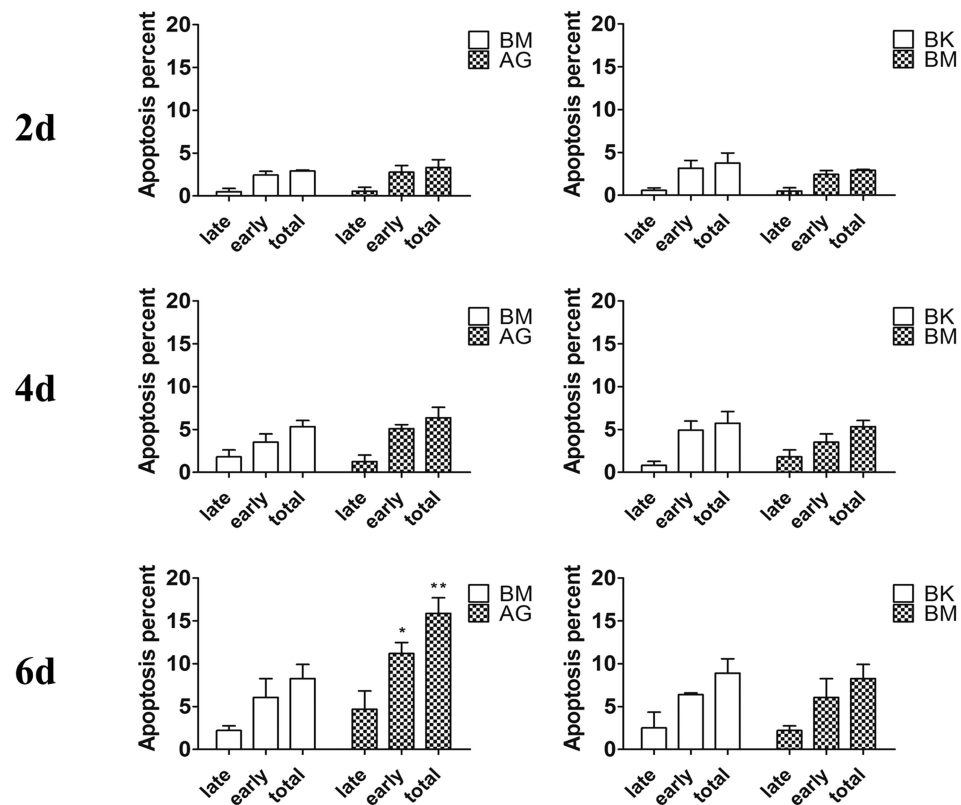 2d
Apoptosis percent
20
15
10
5
0
late
early
total
late
early
total
BM
AG
Apoptosis percent
20
15
10
5
0
late
early
total
late
early
total
BK
BM
4d
Apoptosis percent
20
15
10
5
0
late
early
total
late
early
total
BM
AG
Apoptosis percent
20
15
10
5
0
late
early
total
late
early
total
BK
BM
6d
Apoptosis percent
20
15
10
5
0
*
**
late
early
total
late
early
total
BM
AG
Apoptosis percent
20
15
10
5
0
late
early
total
late
early
total
BK
BM